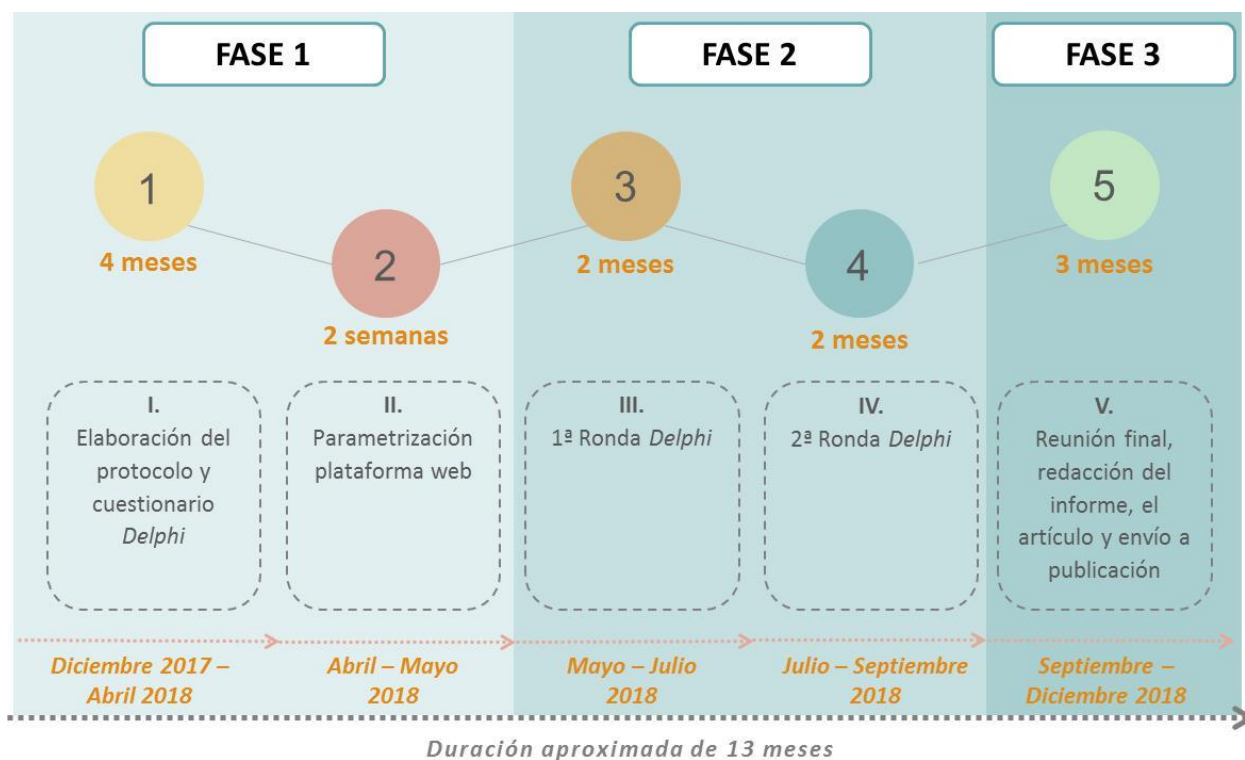 FASE 1
FASE 2
FASE 3
1
2
3
4
5
4 meses
2 semanas
2 meses
2 meses
3 meses
I.
Elaboración del
protocolo y
cuestionario
Delphi
II.
Parametrización
plataforma web
III.
1ª Ronda Delphi
IV.
2ª Ronda Delphi
V.
Reunión final,
redacción del
informe, el
artículo y envío a
publicación
Diciembre 2017 –
Abril 2018
Abril – Mayo
2018
Mayo – Julio
2018
Julio – Septiembre
2018
Septiembre –
Diciembre 2018
Duración aproximada de 13 meses